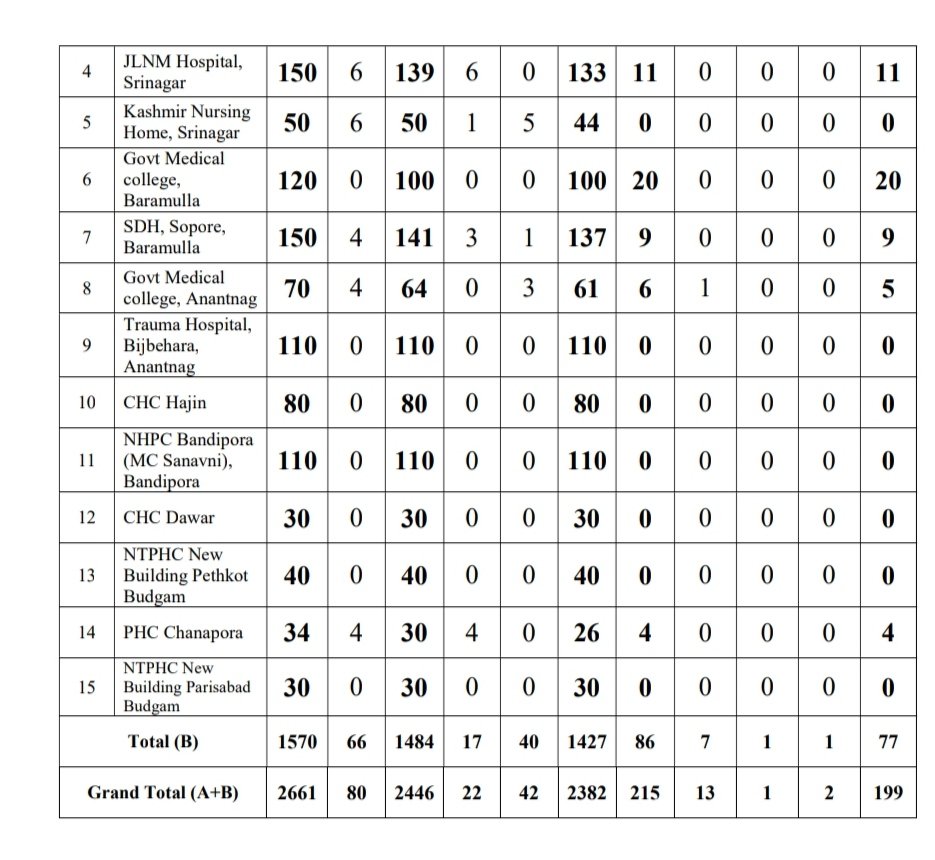 4 JLNM Hospital, Srinagar 150 6 139 6 0 133 11 0 0 0 11
5 Kashmir Nursing Home, Srinagar 50 6 50 1 5 44 0 0 0 0 0
6 Govt Medical college, Baramulla 120 0 100 0 0 100 20 0 0 0 20
7 SDH, Sopore, Baramulla 150 4 141 3 1 137 9 0 0 0 9
8 Govt Medical college, Anantnag 70 4 64 0 3 61 6 1 0 0 5
9 Trauma Hospital, Bijbehara, Anantnag 110 0 110 0 0 110 0 0 0 0 0
10 CHC Hajin 80 0 80 0 0 80 0 0 0 0 0
11 NHPC Bandipora (MC Sanavni), Bandipora 110 0 110 0 0 110 0 0 0 0 0
12 CHC Dawar 30 0 30 0 0 30 0 0 0 0 0
13 NTPHC New Building Pethkot Budgam 40 0 40 0 0 40 0 0 0 0 0
14 PHC Chanapora 34 4 30 4 0 26 4 0 0 0 4
15 NTPHC New Building Parisabad Budgam 30 0 30 0 0 30 0 0 0 0 0
Total (B) 1570 66 1484 17 40 1427 86 7 1 1 77
Grand Total (A+B) 2661 80 2446 22 42 2382 215 13 1 2 199